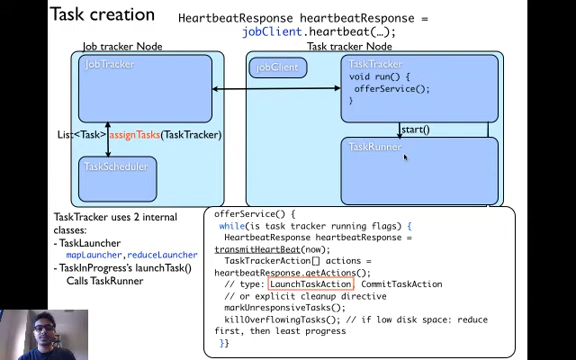 Task creation
HeartbeatResponse heartbeatResponse =
jobClient.heartbeat(…);
Job tracker Node
Task tracker Node
JobTracker
jobClient
TaskTracker
void run() {
offerService();
}
List<Task> assignTasks(TaskTracker)
start()
TaskRunner
TaskScheduler
TaskTracker uses 2 internal
classes:
- TaskLauncher
mapLauncher,reduceLauncher
- TaskInProgress's launchTask()
Calls TaskRunner
offerService() {
while(is task tracker running flags) {
HeartbeatResponse heartbeatResponse =
transmitHeartBeat(now);
TaskTrackerAction[] actions =
heartbeatResponse.getActions();
// type: LaunchTaskAction, CommitTaskAction
// or explicit cleanup directive
markUnresponsiveTasks();
killOverflowingTasks(); // if low disk space: reduce
first, then least progress
}}